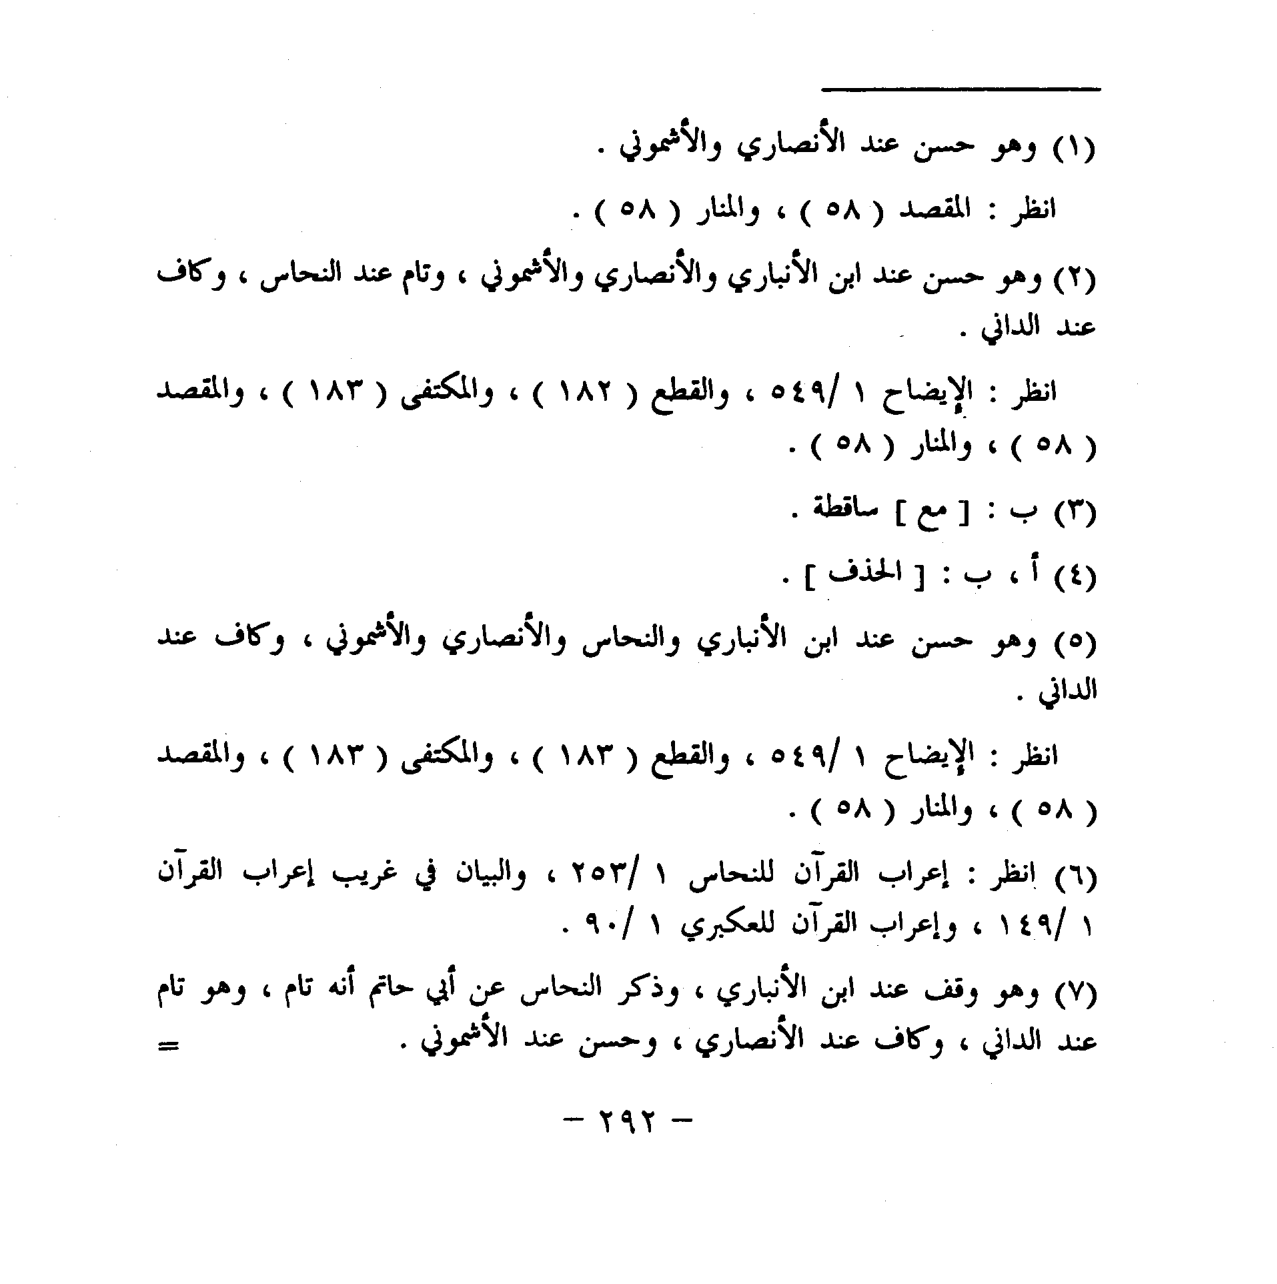 (١) وهو حسن عند الأنصاري والأشموني .
انظر : المقصد ( ٥٨ ) ، والمنار ( ٥٨ ) .
(٢) وهو حسن عند ابن الأنباري والأنصاري والأشموني ، وتام عند النحاس ، وكاف
عند الداني .
انظر : الإيضاح ١ /٥٤٩ ، والقطع ( ١٨٢ ) ، والمكتفى ( ١٨٣ ) ، والمقصد
( ٥٨ ) ، والمنار ( ٥٨ ) .
(٣) ب : [ مع ] ساقطة .
(٤) أ ، ب : [ الحذف ] .
(٥) وهو حسن عند ابن الأنباري والنحاس والأنصاري والأشموني ، وكاف عند
الداني .
انظر : الإيضاح ١ /٥٤٩ ، والقطع ( ١٨٣ ) ، والمكتفى ( ١٨٣ ) ، والمقصد
( ٥٨ ) ، والمنار ( ٥٨ ) .
(٦) انظر : إعراب القرآن للنحاس ١ /٢٥٣ ، والبيان في غريب إعراب القرآن
١ /١٤٩ ، وإعراب القرآن للعكبري ١ /٩٠ .
(٧) وهو وقف عند ابن الأنباري ، وذكر النحاس عن أبي حاتم أنه تام ، وهو تام
عند الداني ، وكاف عند الأنصاري ، وحسن عند الأشموني . =
– ٢٩٢ –